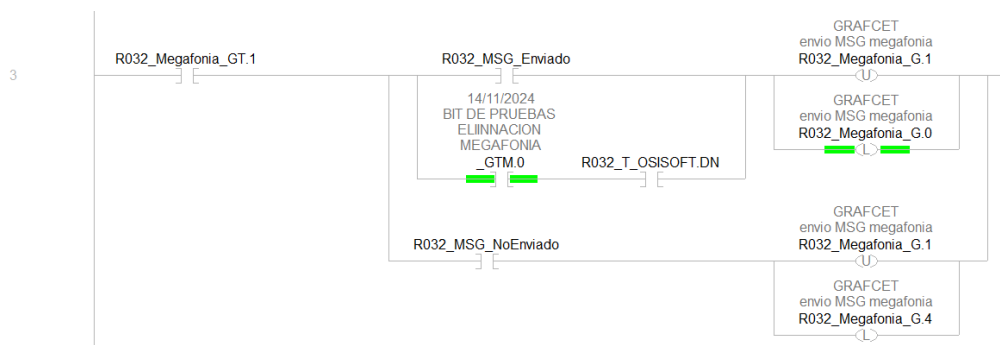 3
R032_Megafonia_GT.1
R032_MSG_Enviado
14/11/2024
BIT DE PRUEBAS
ELIINNACION
MEGAFONIA
_GTM.0
R032_T_OSISOFT.DN
GRAFCET
envio MSG megafonia
R032_Megafonia_G.1
U
GRAFCET
envio MSG megafonia
R032_Megafonia_G.0
L
R032_MSG_NoEnviado
GRAFCET
envio MSG megafonia
R032_Megafonia_G.1
U
GRAFCET
envio MSG megafonia
R032_Megafonia_G.4
L